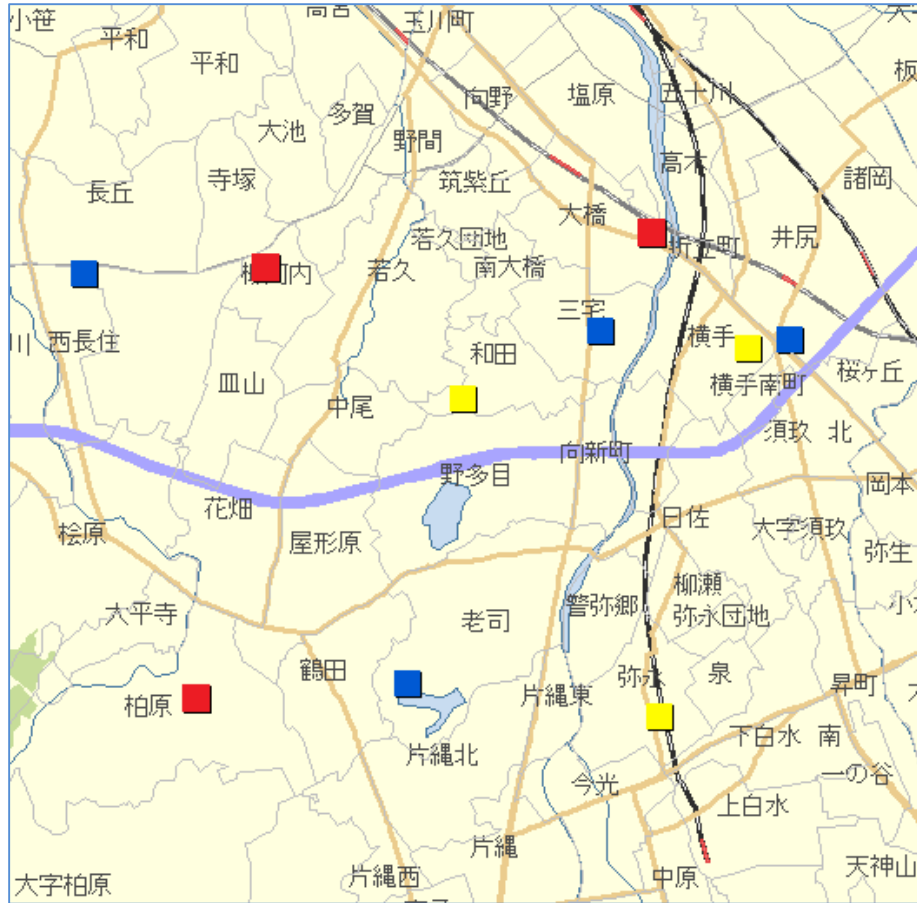 小笹
高宮
玉川町
平和
平和
向野
塩原
五十川
板
多賀
大池
野間
高木
諸岡
寺塚
筑紫丘
長丘
大橋
若久団地
折立町
井尻
若久
南大橋
三宅
川
西長住
和田
横手
桜ヶ丘
皿山
横手南町
中尾
須玖 北
向新町
野多目
岡本
花畑
日佐
桧原
屋形原
大字須玖
弥生
柳瀬
大平寺
警弥郷
弥永団地
老司
鶴田
泉
弥永
片縄東
昇町
柏原
下白水 南
片縄北
今光
一の谷
上白水
片縄
大字柏原
片縄西
中原
天神山